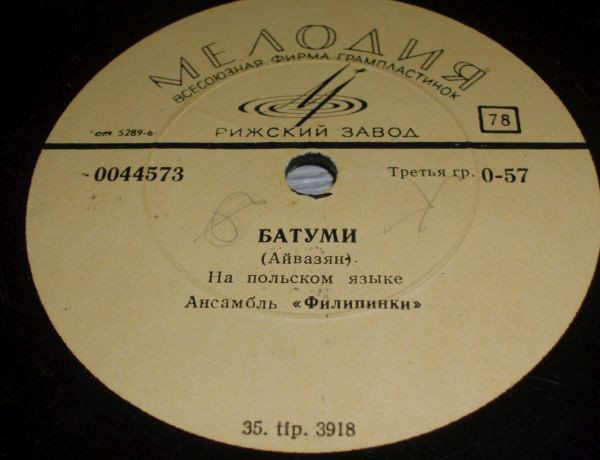 МЕЛОДИЯ
ВСЕСОЮЗНАЯ ФИРМА ГРАМПЛАСТИНОК
РИЖСКИЙ ЗАВОД
78
5289-6
0044573
Третья гр. 0-57
БАТУМИ
(Айвазян)
На польском языке
Ансамбль «Филипинки»
35. tip. 3918